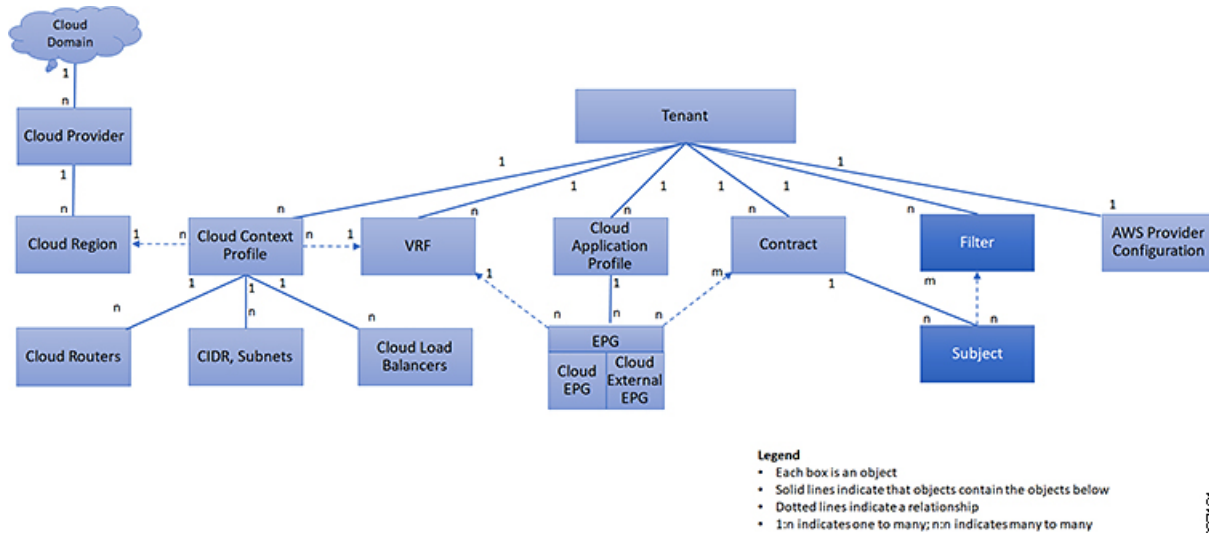 Cloud
Domain
1
n
Cloud Provider
Tenant
1
n
1
1
1
1
1
1
n
n
n
n
n
1
Cloud Region
1
n
Cloud Context
Profile
n
1
VRF
Cloud
Application
Profile
Contract
Filter
AWS Provider
Configuration
1
1
1
n
n
n
1
n
1
n
n
m
1
n
m
n
Cloud Routers
CIDR, Subnets
Cloud Load
Balancers
EPG
Cloud
EPG
Cloud
External
EPG
Subject
Legend
• Each box is an object
• Solid lines indicate that objects contain the objects below
• Dotted lines indicate a relationship
• 1:n indicates one to many; n:n indicates many to many